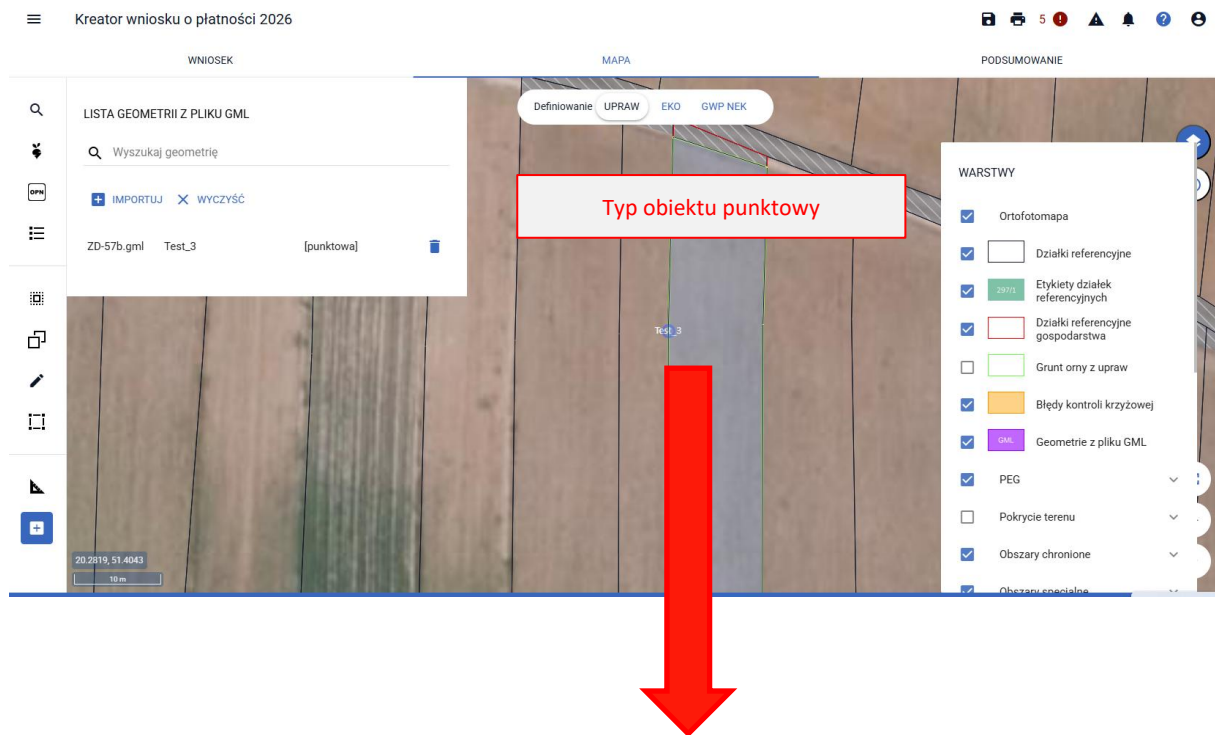 Kreator wniosku o płatności 2026
5
WNIOSEK
MAPA
PODSUMOWANIE
LISTA GEOMETRII Z PLIKU GML
Wyszukaj geometrię
IMPORTUJ
WYCZYŚĆ
ZD-57b.gml Test_3 [punktowa]
OPN
Definiowanie UPRAW EKO GWP NEK
Typ obiektu punktowy
Test_3
20.2819, 51.4043
10 m
WARSTWY
Ortofotomapa
Działki referencyjne
297/1
Etykiety działek
referencyjnych
Działki referencyjne
gospodarstwa
Grunt orny z upraw
Błędy kontroli krzyżowej
GML
Geometrie z pliku GML
PEG
Pokrycie terenu
Obszary chronione
Obszary specjalne